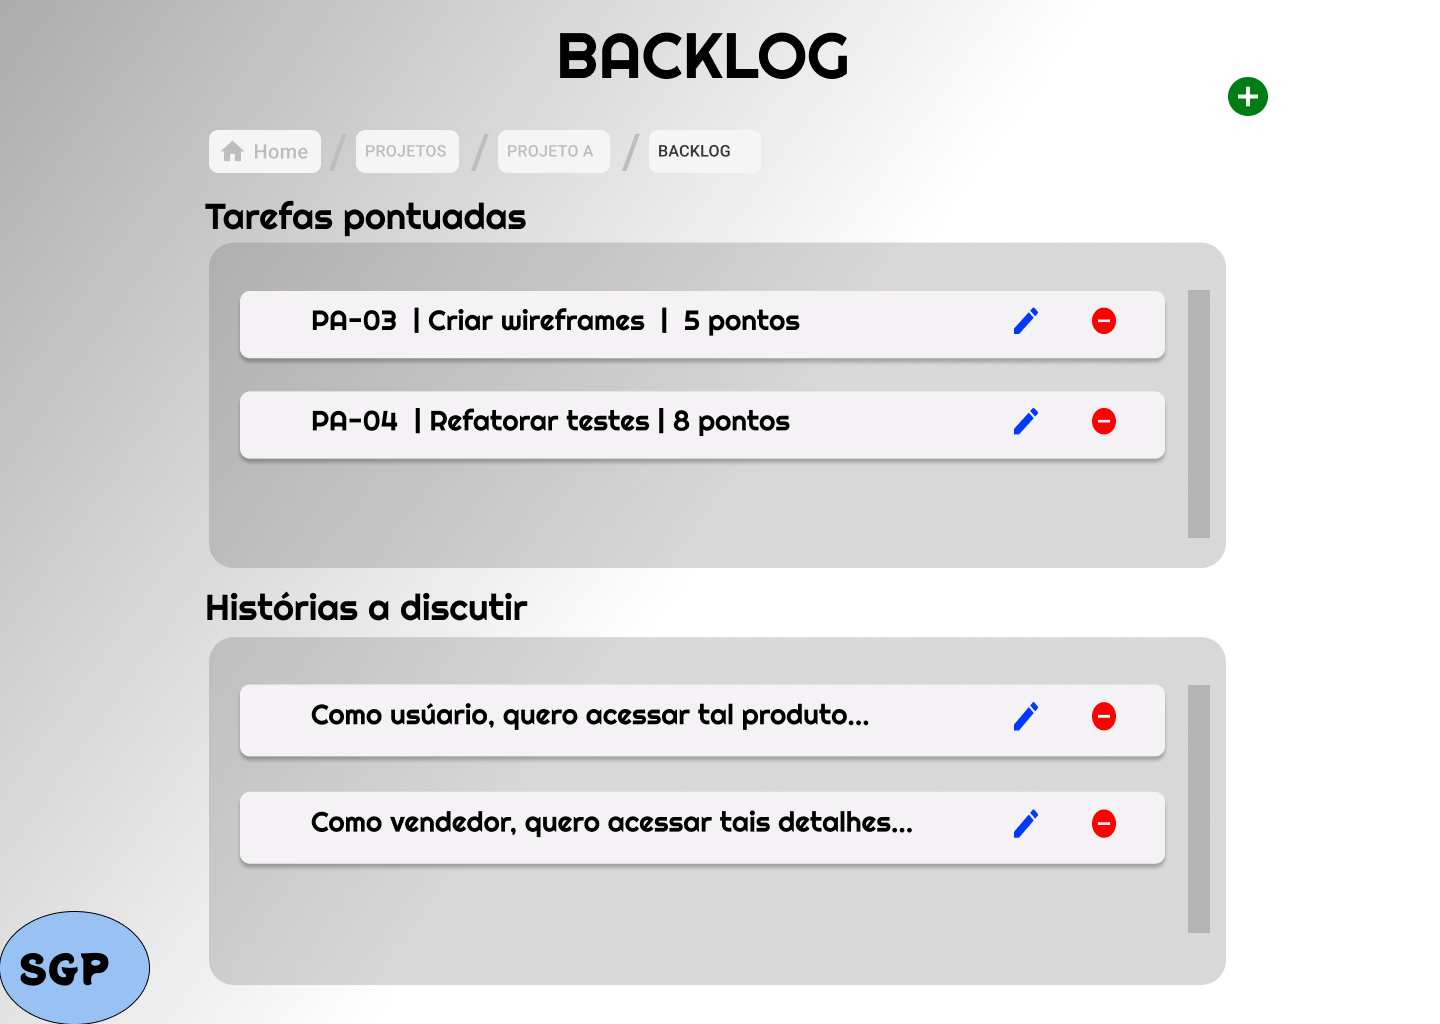 BACKLOG
Home / PROJETOS / PROJETO A / BACKLOG
Tarefas pontuadas
PA-03 | Criar wireframes | 5 pontos
PA-04 | Refatorar testes | 8 pontos
Histórias a discutir
Como usúario, quero acessar tal produto...
Como vendedor, quero acessar tais detalhes...
SGP